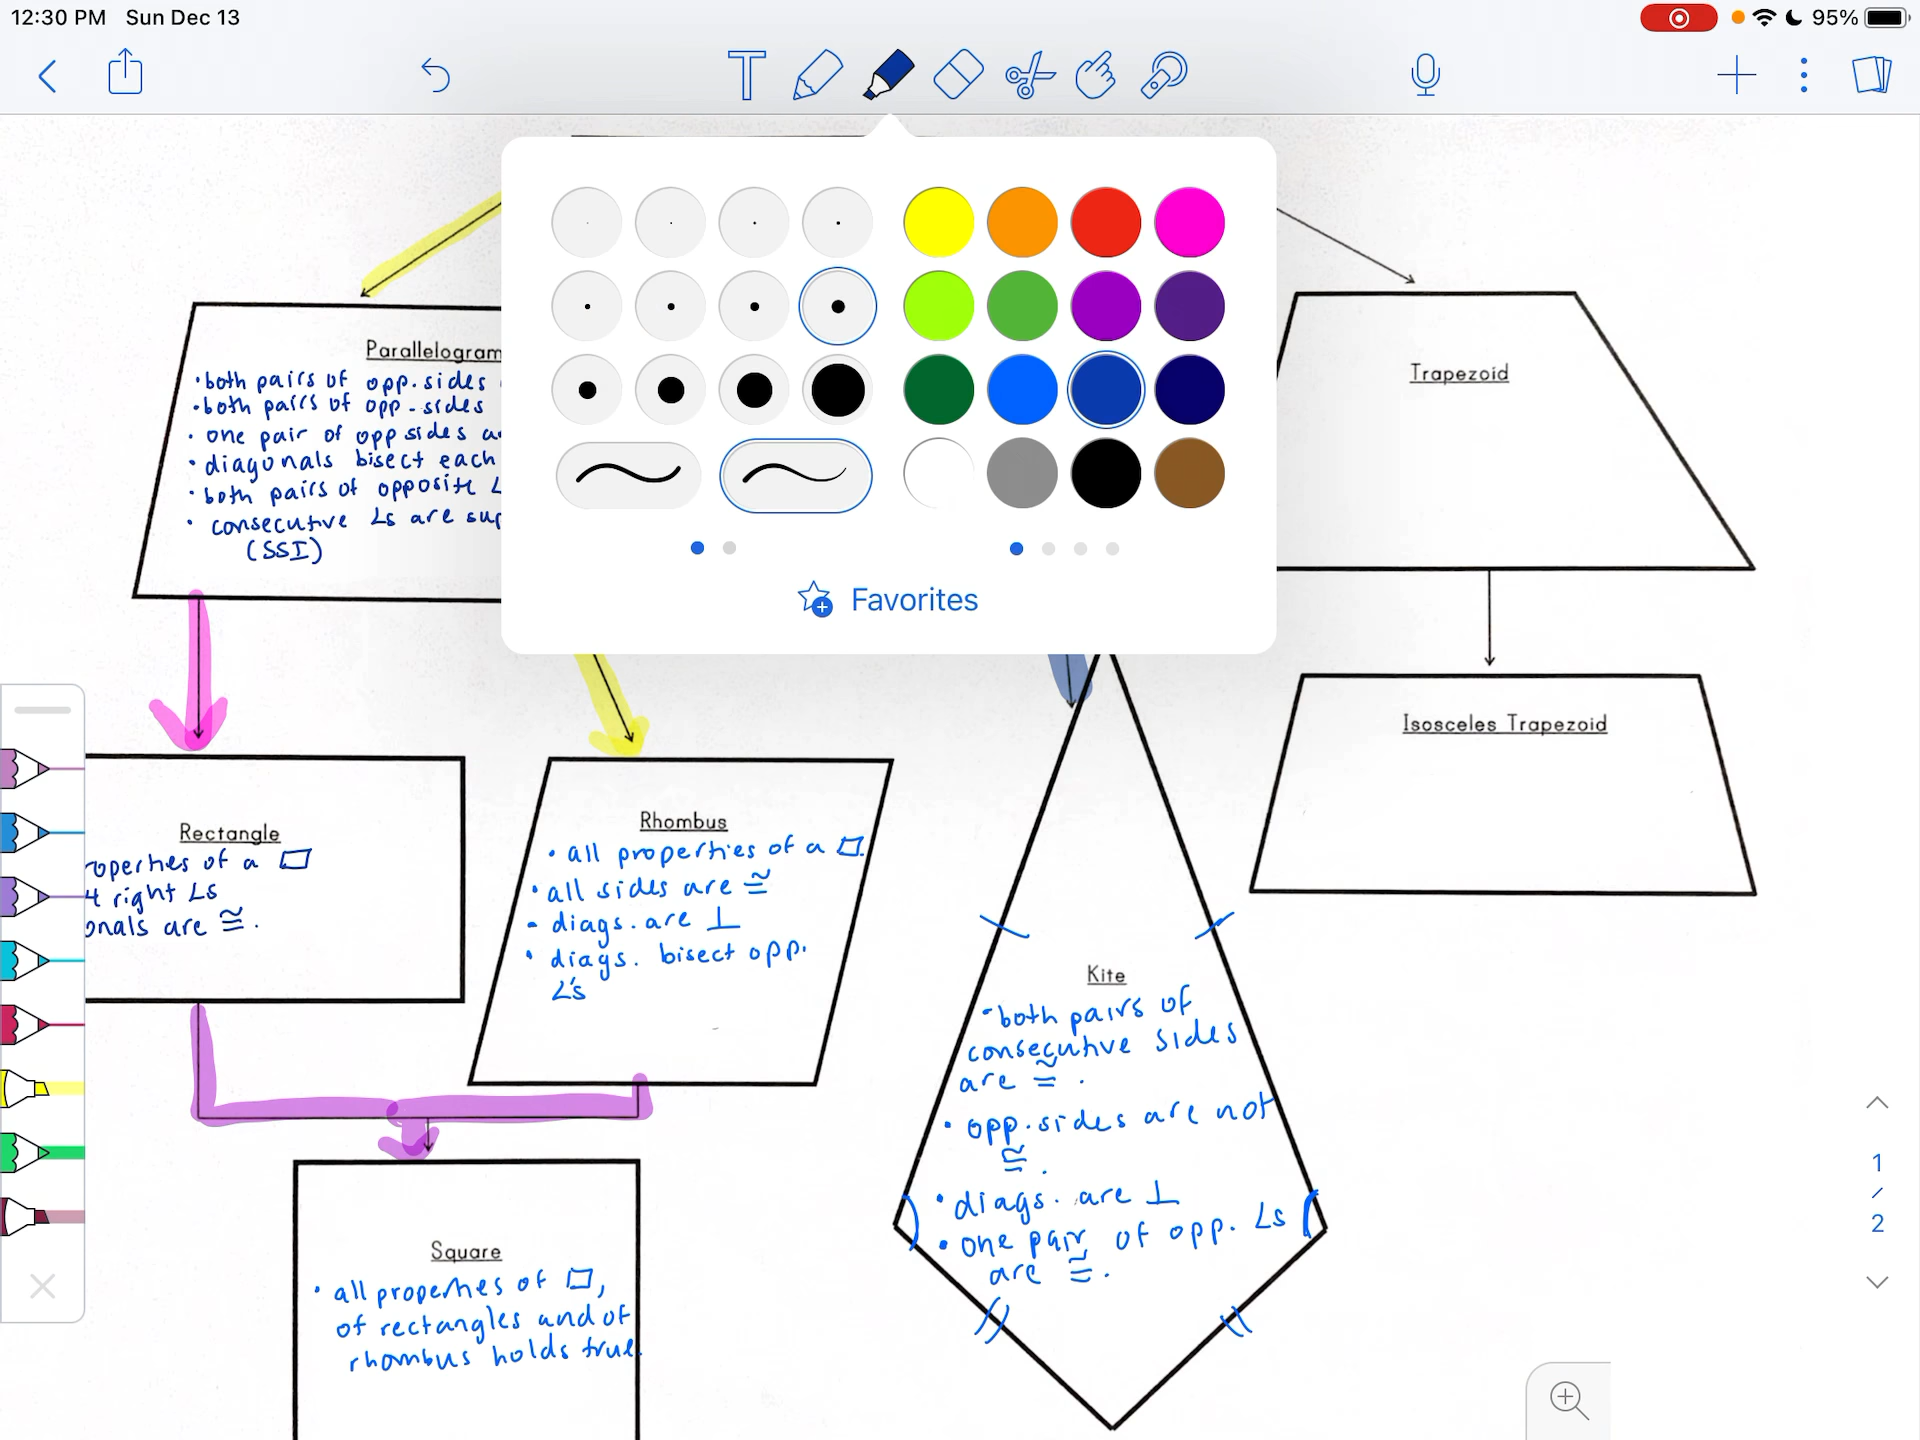 12:30 PM Sun Dec 13
95%
T
Favorites
Parallelogram
• both pairs of opp. sides
• both pairs of opp - sides
• one pair of opp sides
• diagonals bisect each
• both pairs of opposite ∠
• consecutive ∠s are sup
(SSI)
Trapezoid
Isosceles Trapezoid
Rectangle
roperties of a ▱
4 right ∠s
onals are ≅.
Rhombus
• all properties of a ▱.
• all sides are ≅
• diags. are ⊥
• diags. bisect opp.
∠'s
Kite
• both pairs of
consecutive sides
are ≅.
• opp. sides are not
≅.
• diags. are ⊥
• one pair of opp. ∠s
are ≅.
Square
• all properties of ▱,
of rectangles and of
rhombus holds true.
1
/
2